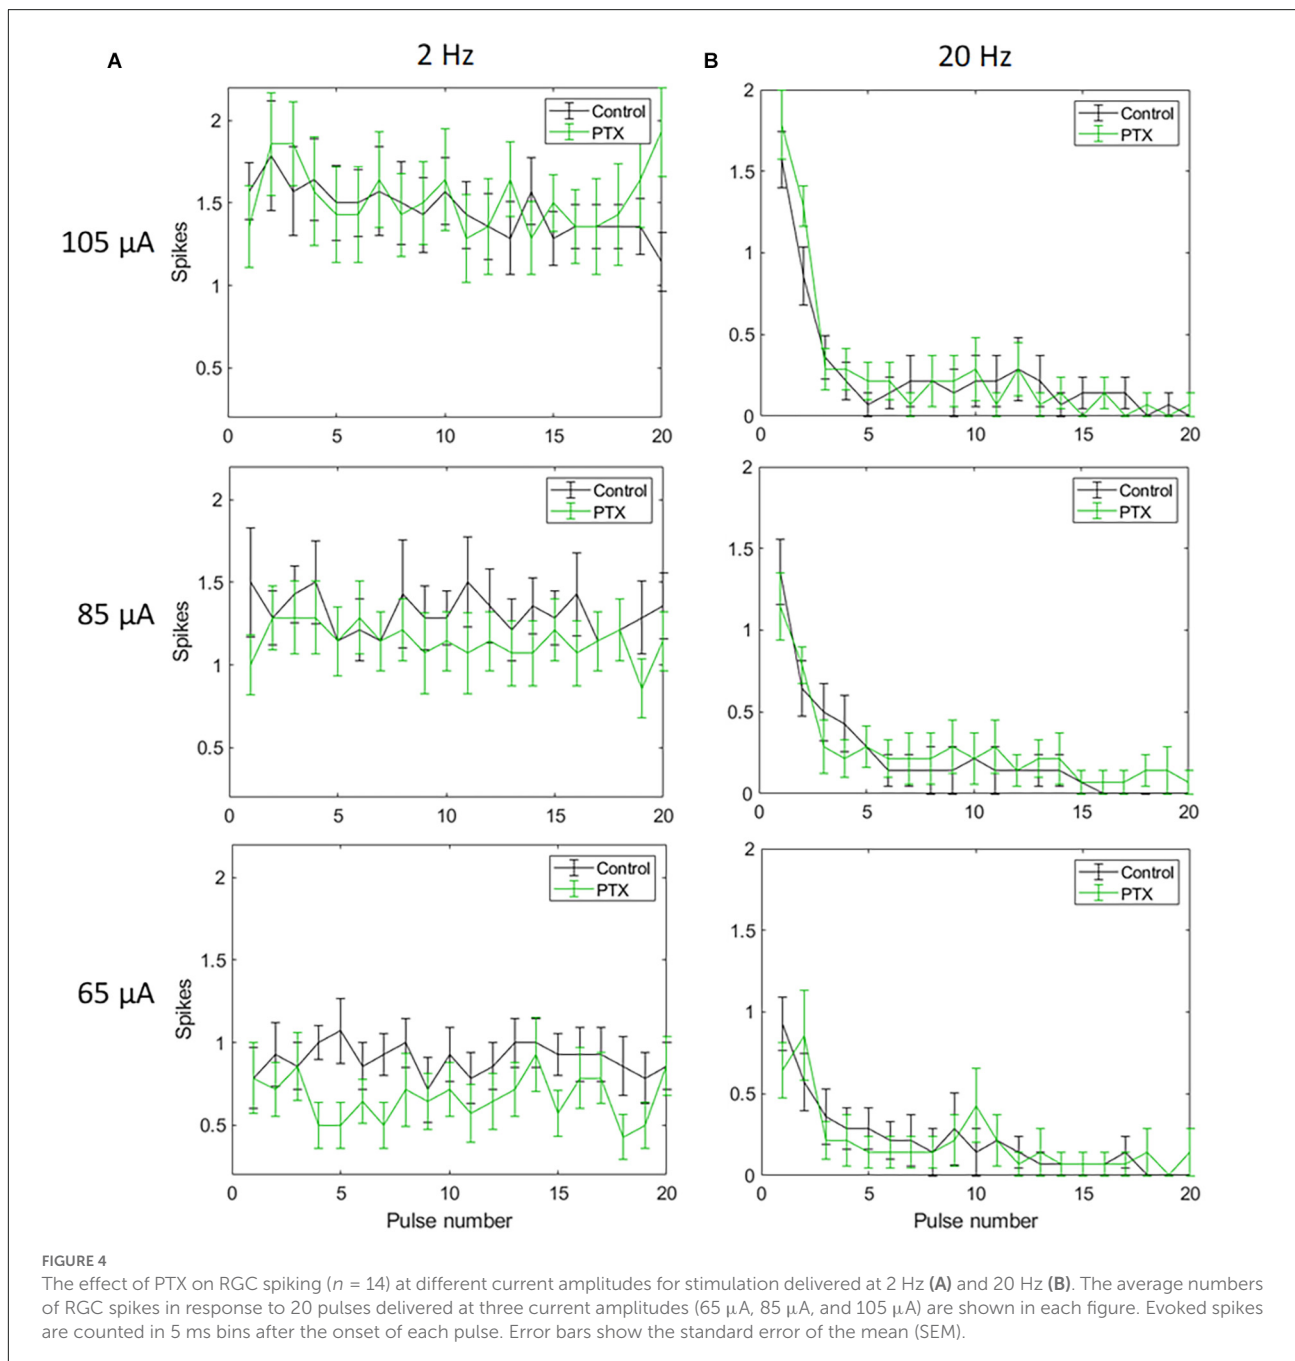 A
2 Hz
B
20 Hz
105 μA
Spikes
2
1.5
1
0.5
Control
PTX
0
5
10
15
20
2
1.5
1
0.5
0
Control
PTX
0
5
10
15
20
85 μA
Spikes
2
1.5
1
0.5
Control
PTX
0
5
10
15
20
2
1.5
1
0.5
0
Control
PTX
0
5
10
15
20
65 μA
Spikes
2
1.5
1
0.5
Control
PTX
0
5
10
15
20
Pulse number
2
1.5
1
0.5
0
Control
PTX
0
5
10
15
20
Pulse number
FIGURE 4
The effect of PTX on RGC spiking (n = 14) at different current amplitudes for stimulation delivered at 2 Hz (A) and 20 Hz (B). The average numbers
of RGC spikes in response to 20 pulses delivered at three current amplitudes (65 μA, 85 μA, and 105 μA) are shown in each figure. Evoked spikes
are counted in 5 ms bins after the onset of each pulse. Error bars show the standard error of the mean (SEM).